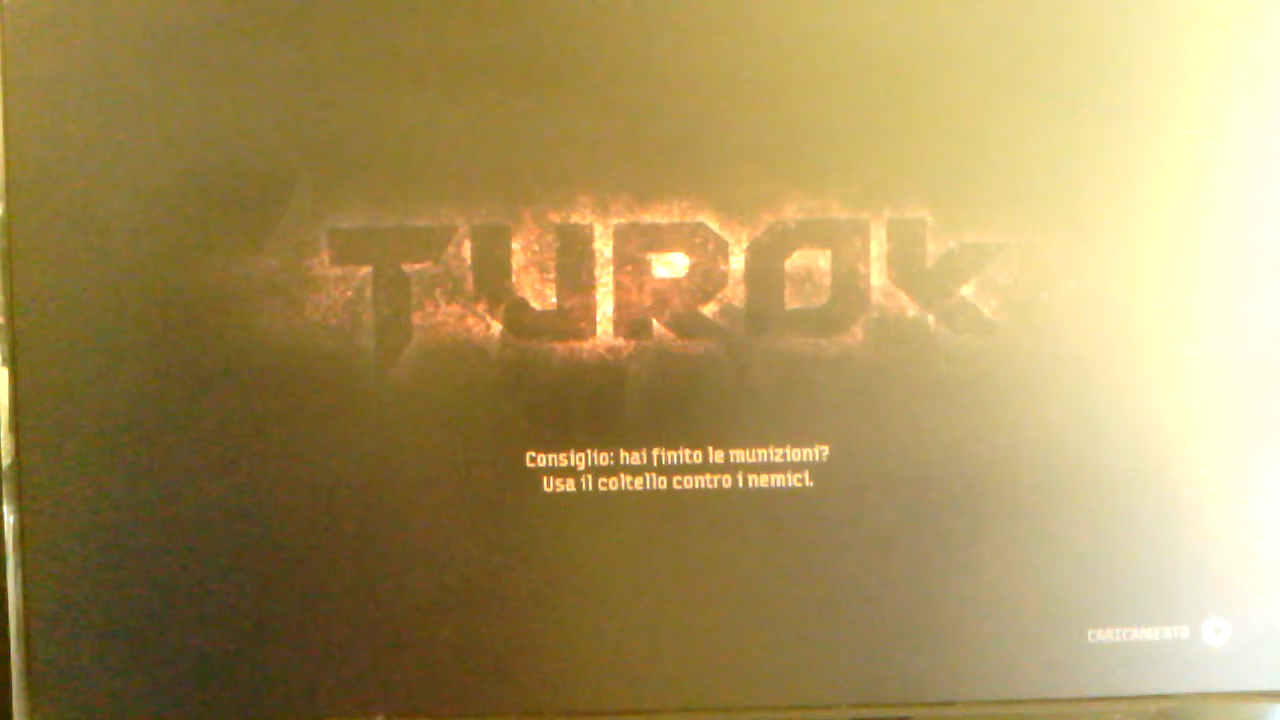 TUROK
Consiglio: hai finito le munizioni?
Usa il coltello contro i nemici.
CARICAMENTO